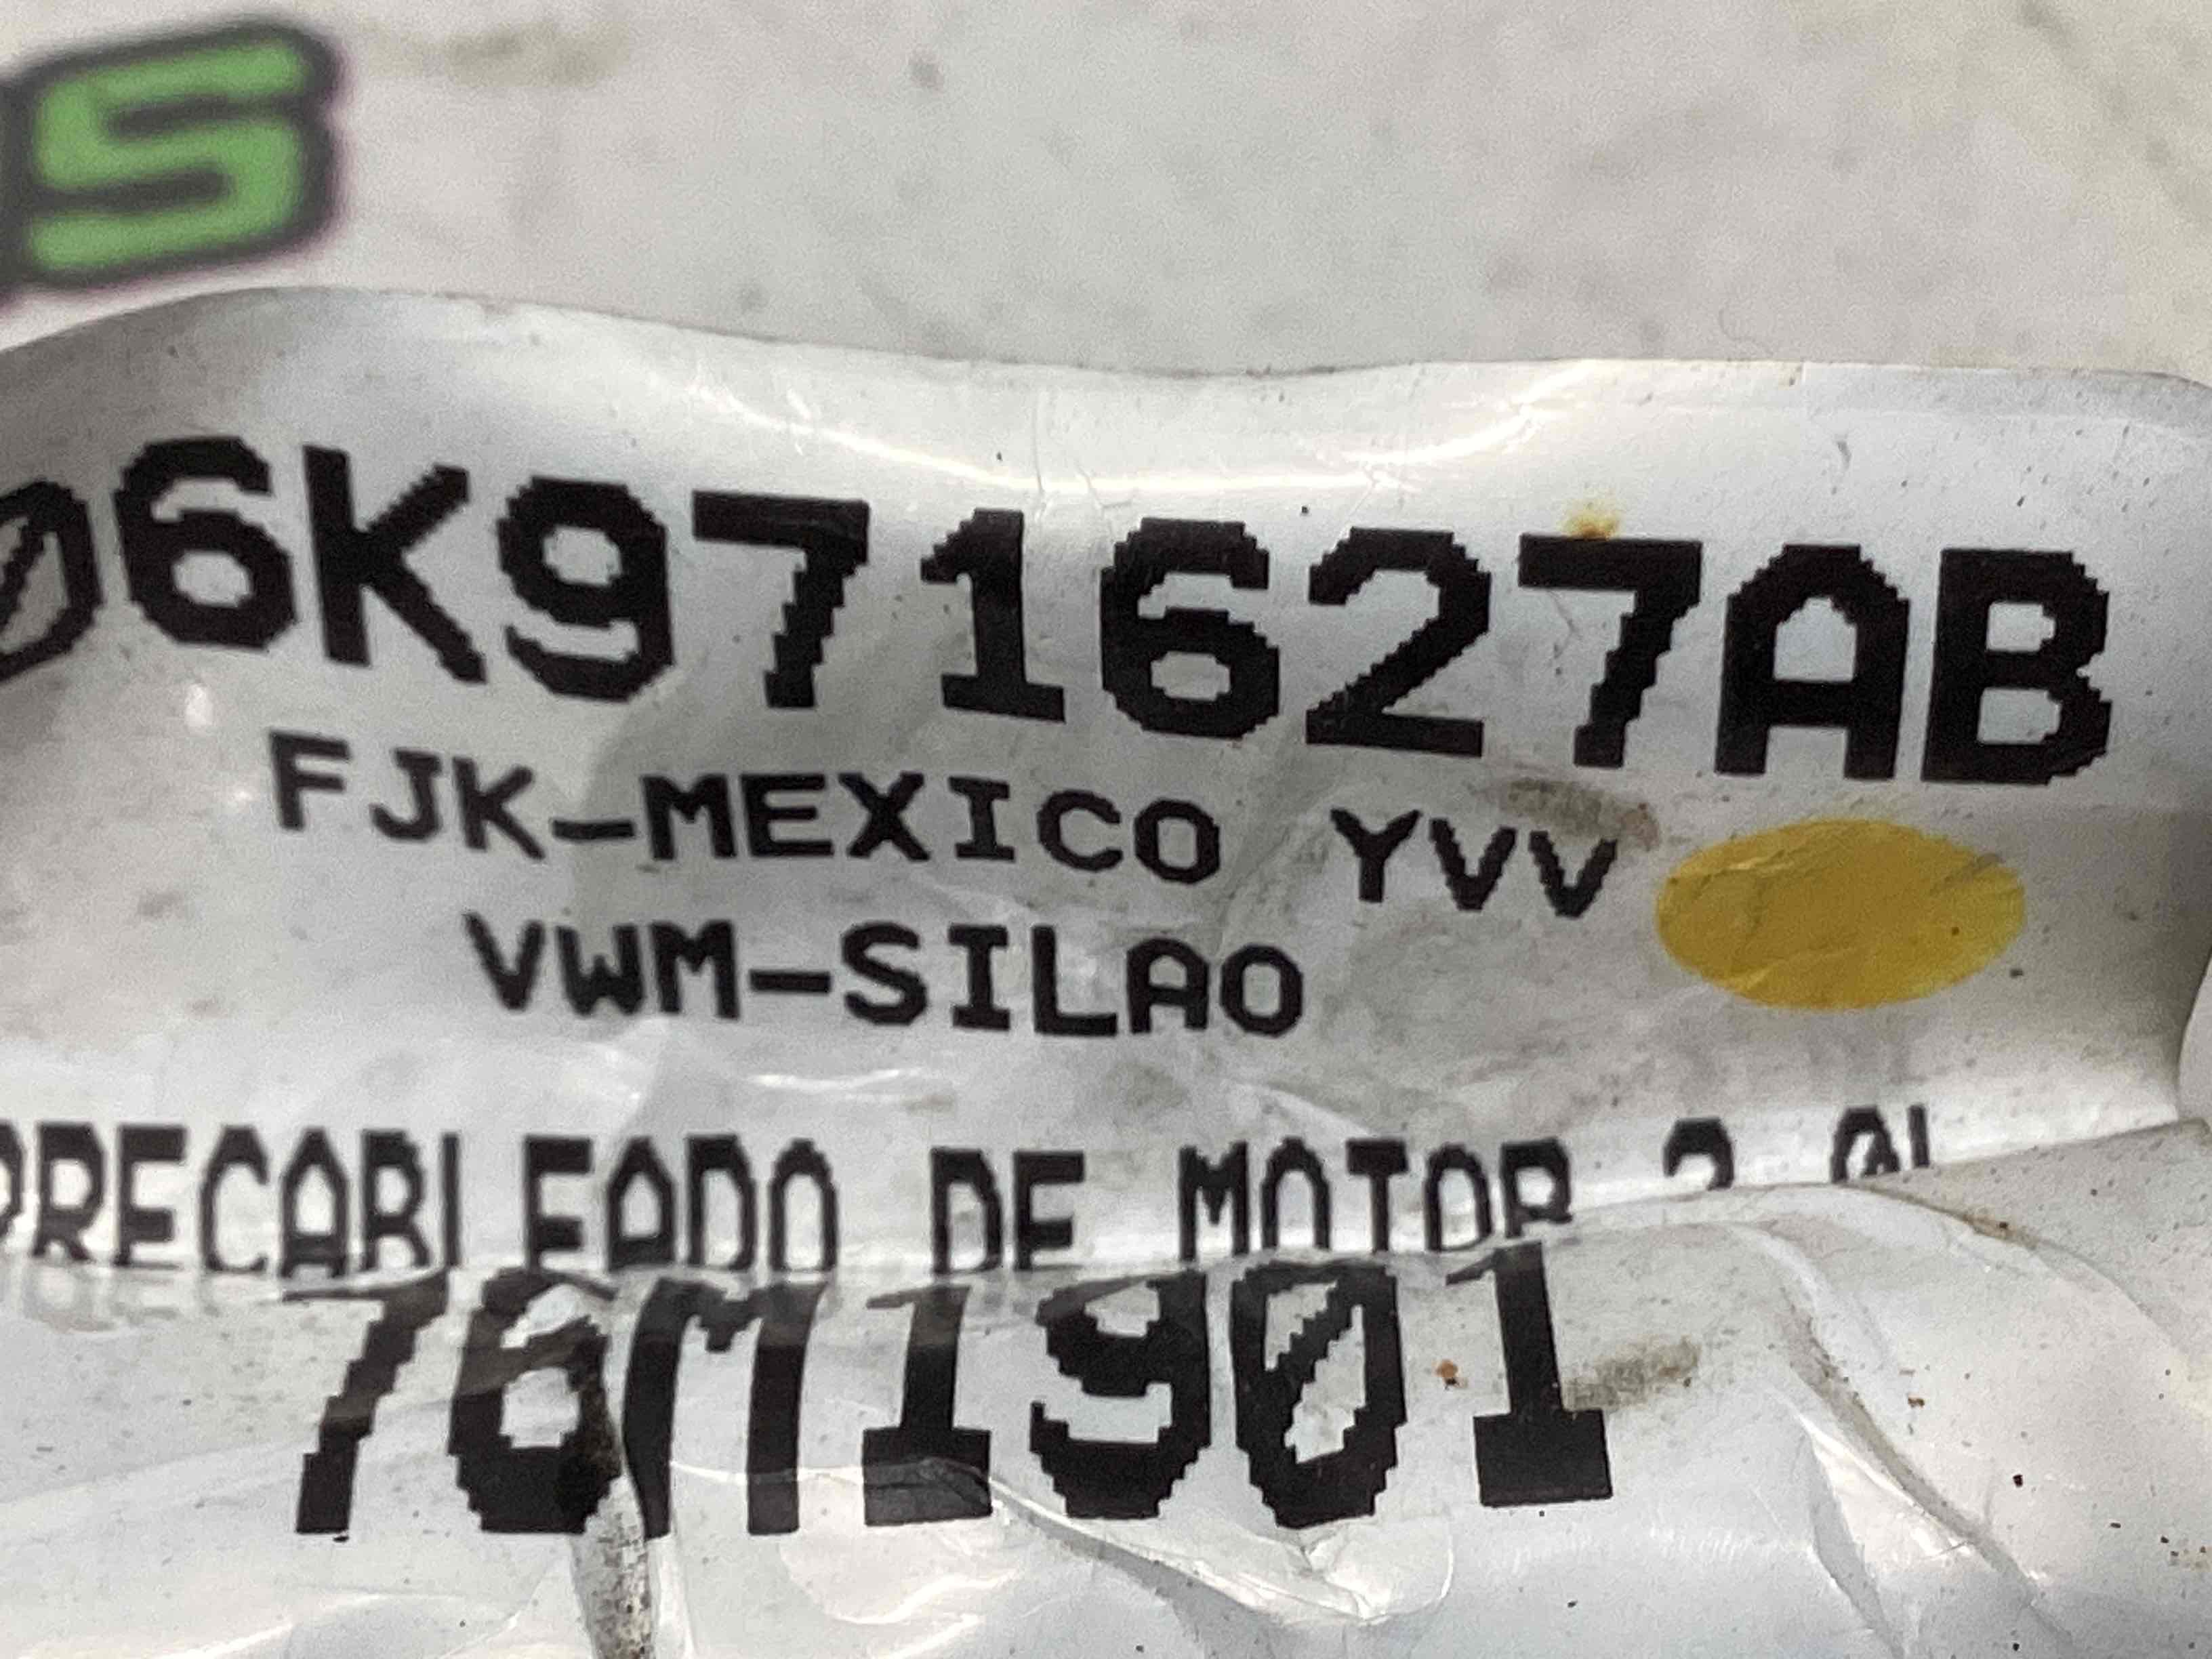 S
06K971627AB
FJK-MEXICO YVV
VWM-SILAO
PRECABLEADO DE MOTOR 2.0L
76M1901